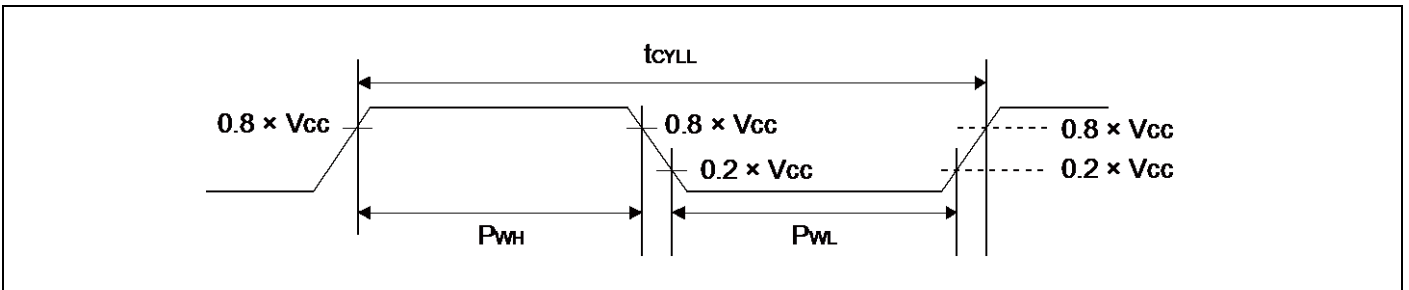 tCYLL
0.8 × VCC
0.8 × VCC
0.8 × VCC
0.2 × VCC
0.2 × VCC
PWH
PWL